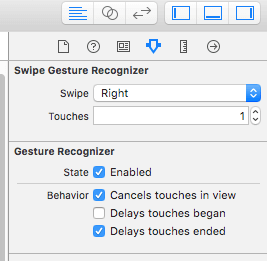 Swipe Gesture Recognizer
Swipe Right
Touches 1
Gesture Recognizer
State Enabled
Behavior Cancels touches in view
Delays touches began
Delays touches ended